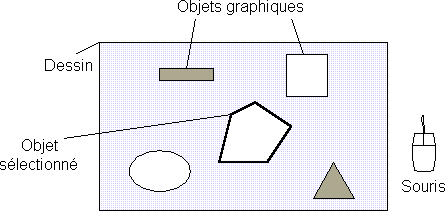 Objets graphiques
Dessin
Objet
sélectionné
Souris